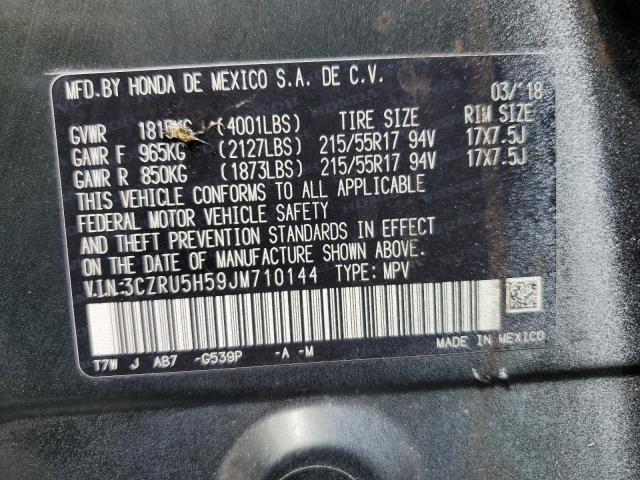 MFD.BY HONDA DE MEXICO S.A. DE C.V. 03/'18
GVWR 1815KG (4001LBS) TIRE SIZE RIM SIZE
GAWR F 965KG (2127LBS) 215/55R17 94V 17X7.5J
GAWR R 850KG (1873LBS) 215/55R17 94V 17X7.5J
THIS VEHICLE CONFORMS TO ALL APPLICABLE
FEDERAL MOTOR VEHICLE SAFETY
AND THEFT PREVENTION STANDARDS IN EFFECT
ON THE DATE OF MANUFACTURE SHOWN ABOVE.
V.I.N.:3CZRU5H59JM710144 TYPE: MPV
T7W J AB7 -G539P -A -M MADE IN MEXICO